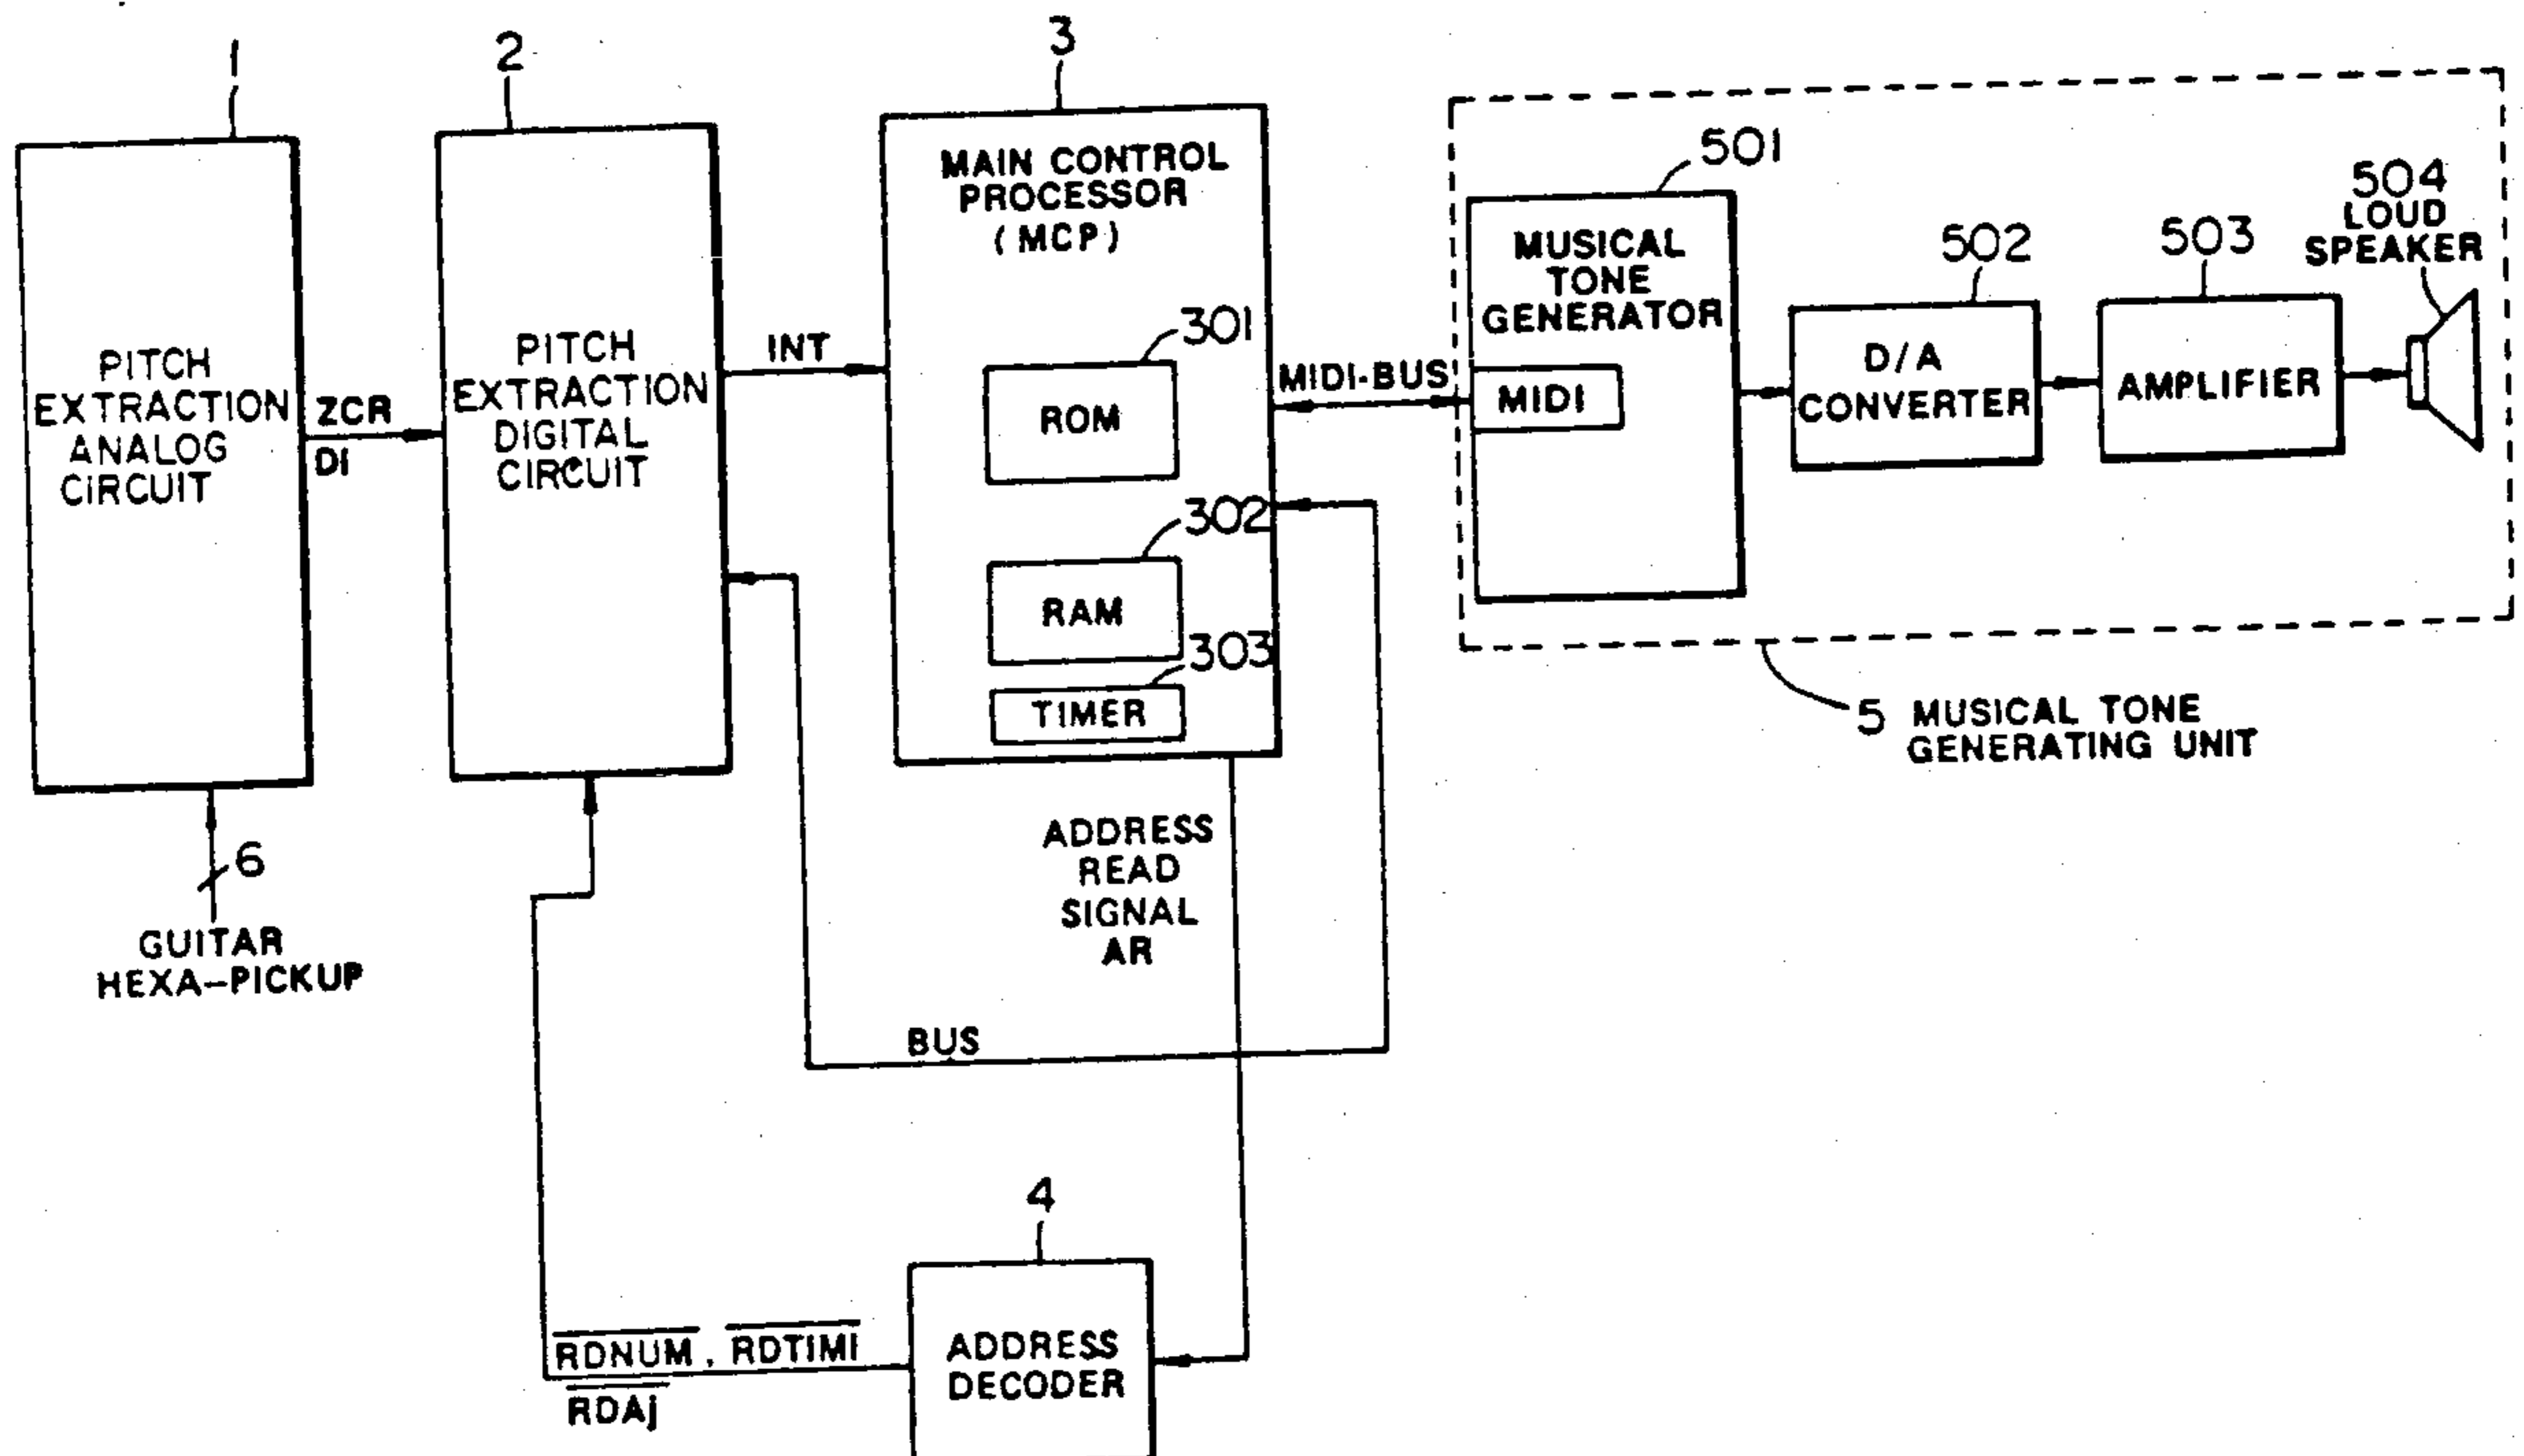 1
PITCH
EXTRACTION
ANALOG
CIRCUIT
6
GUITAR
HEXA-PICKUP
ZCR
DI
2
PITCH
EXTRACTION
DIGITAL
CIRCUIT
INT
3
MAIN CONTROL
PROCESSOR
(MCP)
301
ROM
302
RAM
303
TIMER
MIDI-BUS
501
MUSICAL
TONE
GENERATOR
MIDI
502
D/A
CONVERTER
503
AMPLIFIER
504
LOUD
SPEAKER
5 MUSICAL TONE
GENERATING UNIT
ADDRESS
READ
SIGNAL
AR
BUS
4
ADDRESS
DECODER
RDNUM, RDTIMI
RDAj